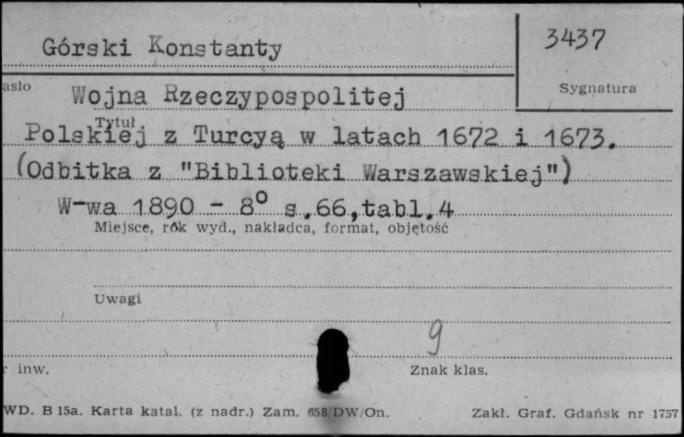 Górski Konstanty
3437
asło
Sygnatura
Wojna Rzeczypospolitej
Tytuł
Polskiej z Turcyą w latach 1672 i 1673.
(Odbitka z "Biblioteki Warszawskiej")
W-wa 1890 - 8° s.66,tabl.4
Miejsce, rok wyd., nakładca, format, objętość
Uwagi
9
r inw.
Znak klas.
WD. B 15a. Karta katal. (z nadr.) Zam. 658/DW/On.
Zakł. Graf. Gdańsk nr 1757